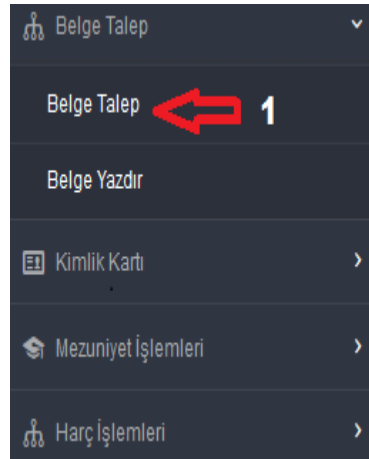 Belge Talep
Belge Talep 1
Belge Yazdır
Kimlik Kartı
Mezuniyet İşlemleri
Harç İşlemleri